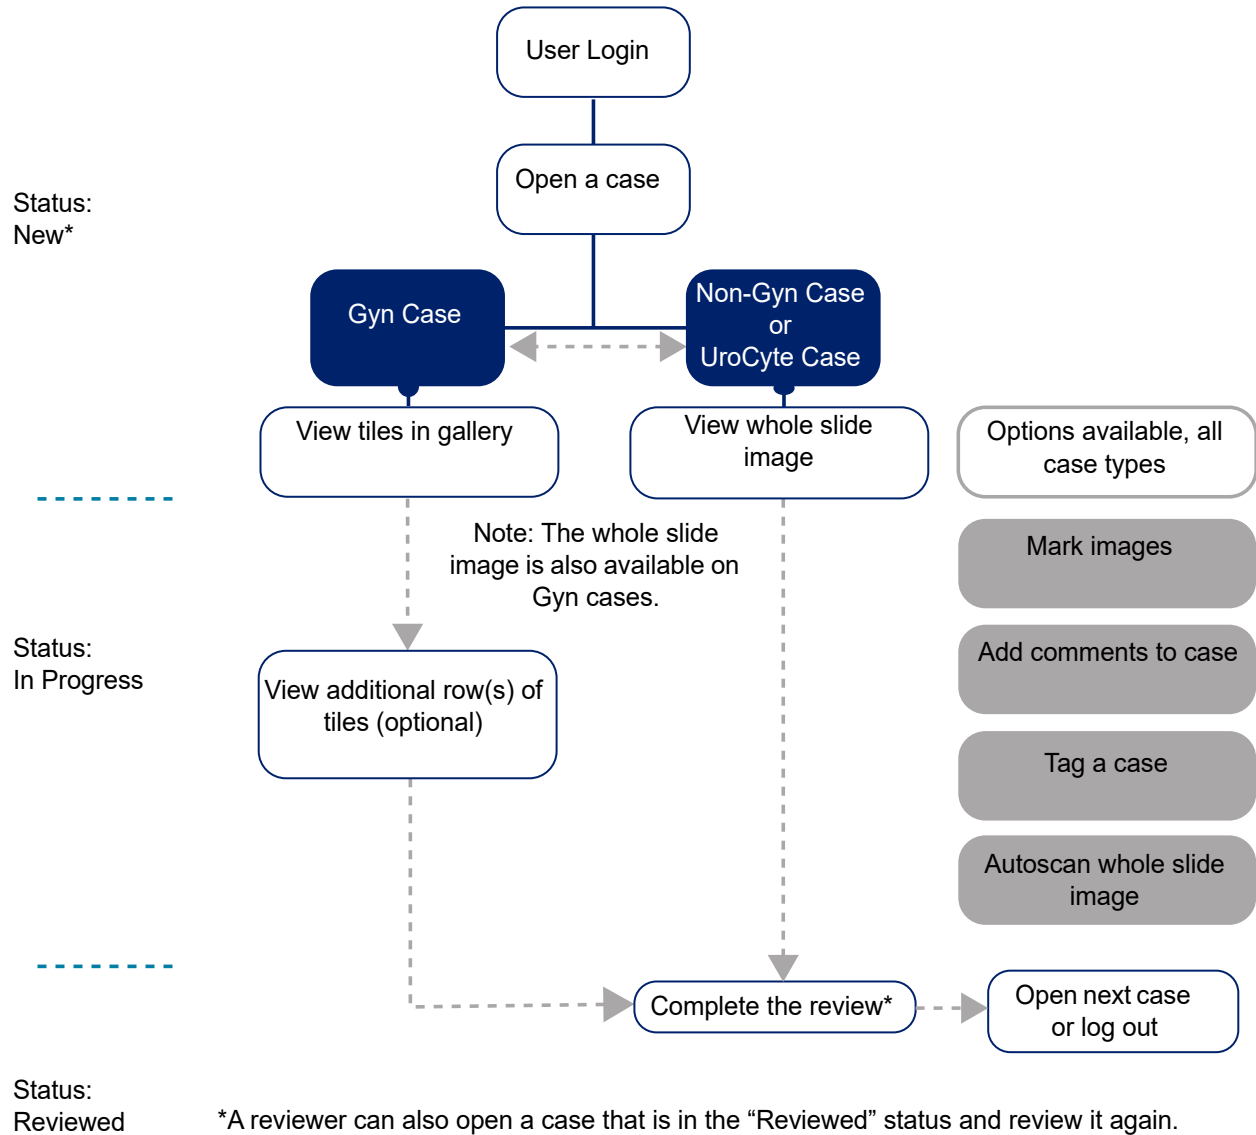 User Login
Open a case
Status:
New*
Gyn Case
Non-Gyn Case
or
UroCyte Case
View tiles in gallery
View whole slide
image
Options available, all
case types
Note: The whole slide
image is also available on
Gyn cases.
Mark images
Status:
In Progress
View additional row(s) of
tiles (optional)
Add comments to case
Tag a case
Autoscan whole slide
image
Complete the review*
Open next case
or log out
Status:
Reviewed
*A reviewer can also open a case that is in the “Reviewed” status and review it again.